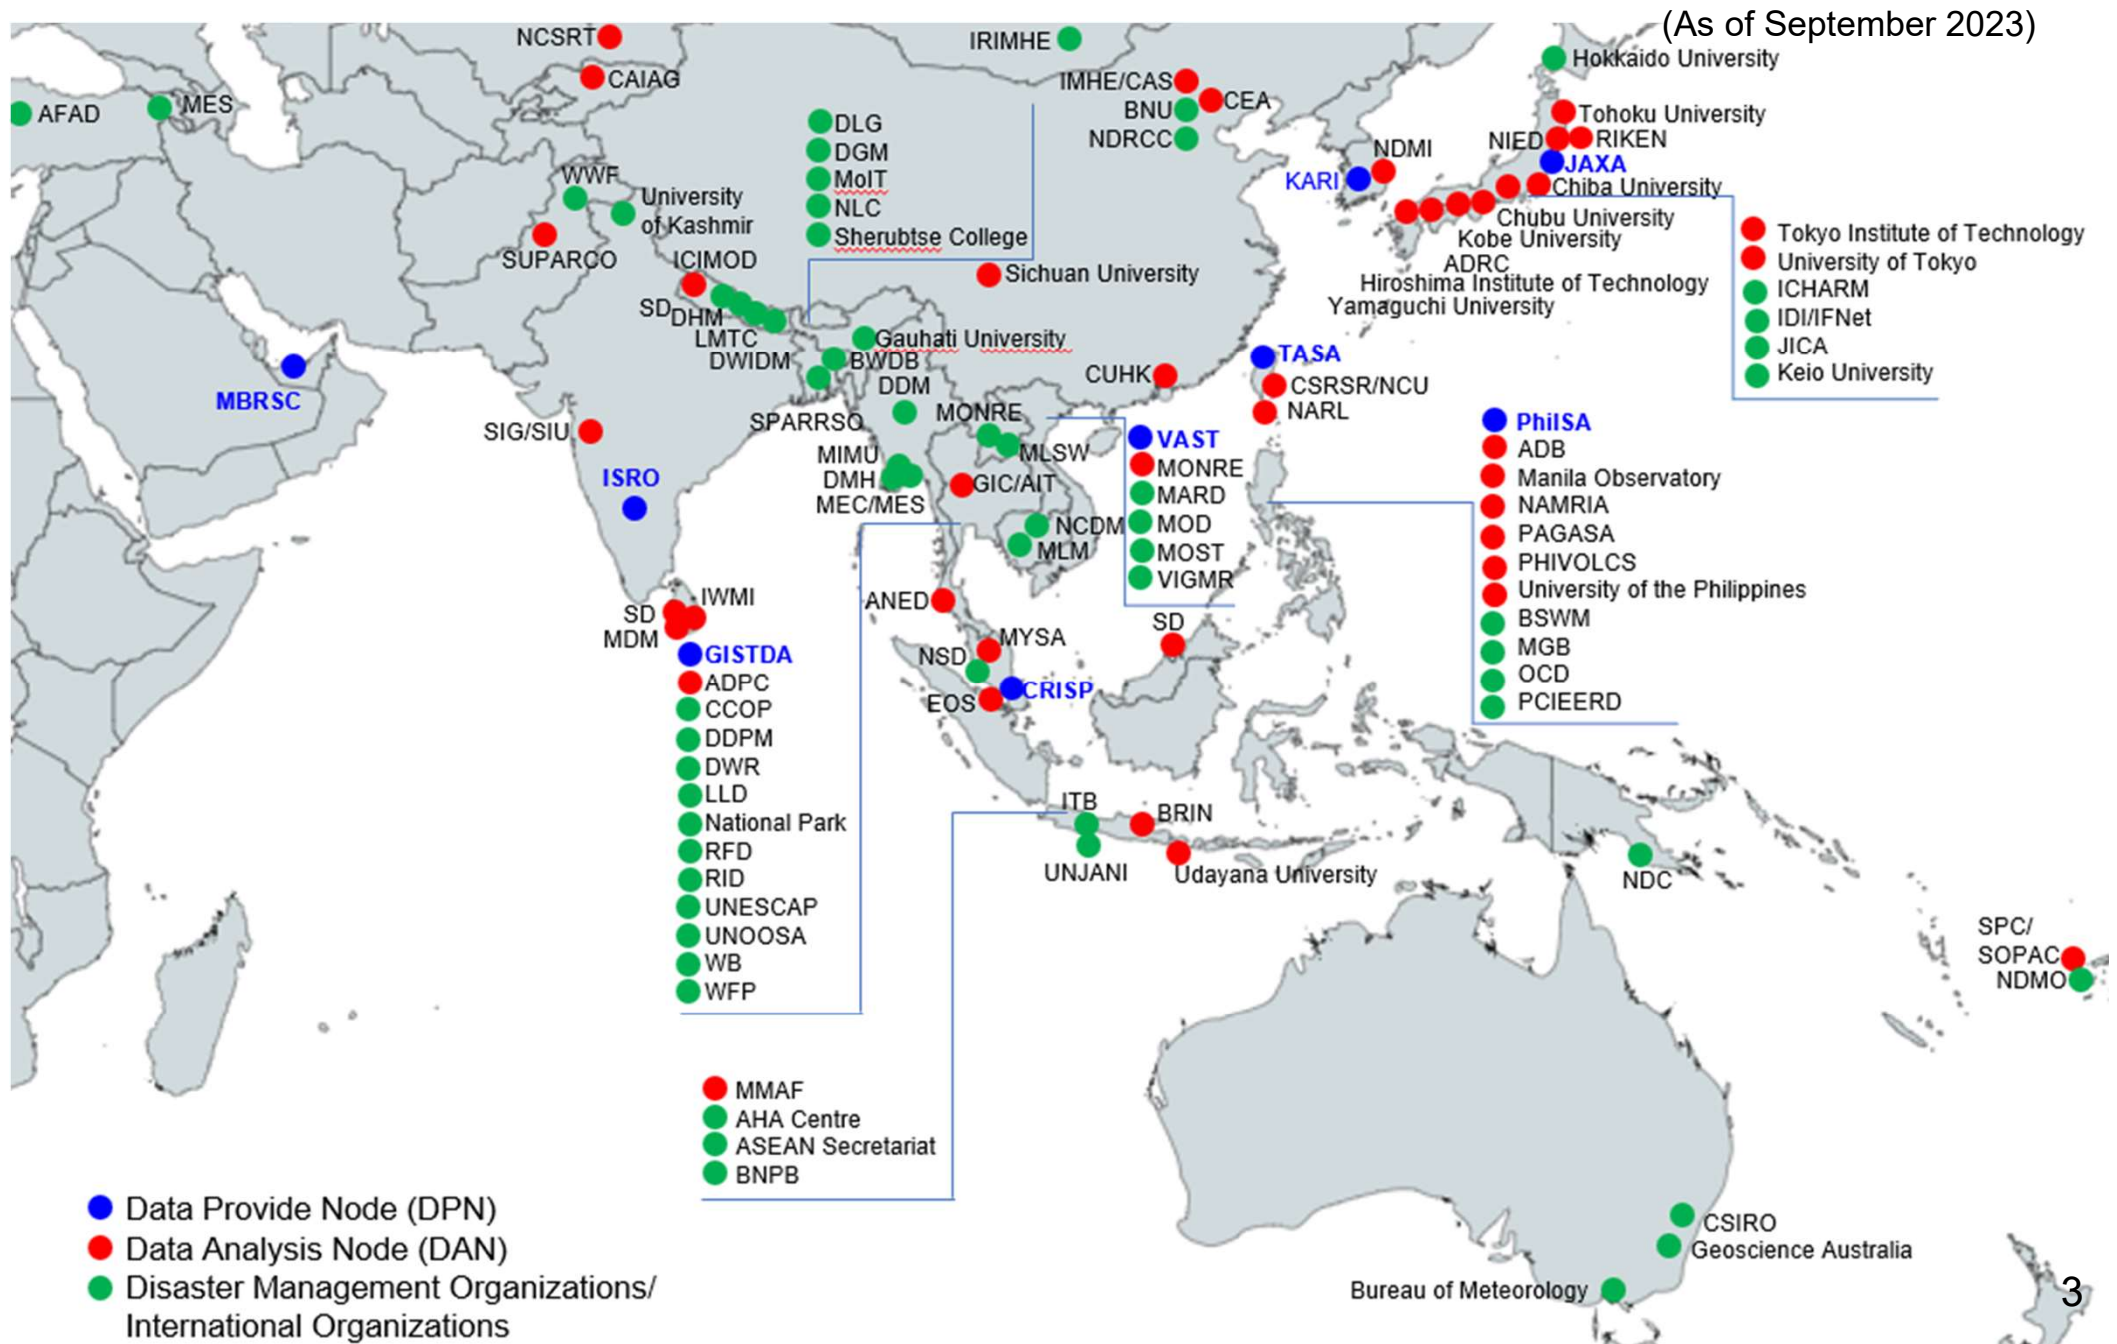 (As of September 2023)
NCSRT
CAIAG
IRIMHE
Hokkaido University
AFAD
MES
IMHE/CAS
CEA
BNU
NDRCC
Tohoku University
NIED
RIKEN
JAXA
Chiba University
NDMI
KARI
Chubu University
Kobe University
ADRC
Hiroshima Institute of Technology
Yamaguchi University
DLG
DGM
MoIT
NLC
Sherubtse College
WWF
University
of Kashmir
SUPARCO
ICIMOD
SD
DHM
LMTC
DWIDM
Sichuan University
Tokyo Institute of Technology
University of Tokyo
ICHARM
IDI/IFNet
JICA
Keio University
Gauhati University
BWDB
DDM
SPARRSO
MBRSC
CUHK
TASA
CSRSR/NCU
NARL
SIG/SIU
ISRO
MONRE
MLSW
MIMU
DMH
MEC/MES
GIC/AIT
NCDM
MLM
VAST
MONRE
MARD
MOD
MOST
VIGMR
PhilSA
ADB
Manila Observatory
NAMRIA
PAGASA
PHIVOLCS
University of the Philippines
BSWM
MGB
OCD
PCIEERD
IWMI
SD
MDM
ANED
MYSA
NSD
EOS
CRISP
SD
GISTDA
ADPC
CCOP
DDPM
DWR
LLD
National Park
RFD
RID
UNESCAP
UNOOSA
WB
WFP
ITB
BRIN
UNJANI
Udayana University
NDC
SPC/
SOPAC
NDMO
MMAF
AHA Centre
ASEAN Secretariat
BNPB
CSIRO
Geoscience Australia
Bureau of Meteorology
Data Provide Node (DPN)
Data Analysis Node (DAN)
Disaster Management Organizations/
International Organizations
3